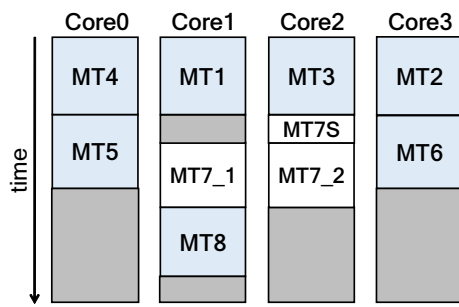 Core0 Core1 Core2 Core3
MT4 MT1 MT3 MT2
MT7S
MT5 MT6
MT7_1 MT7_2
MT8
time